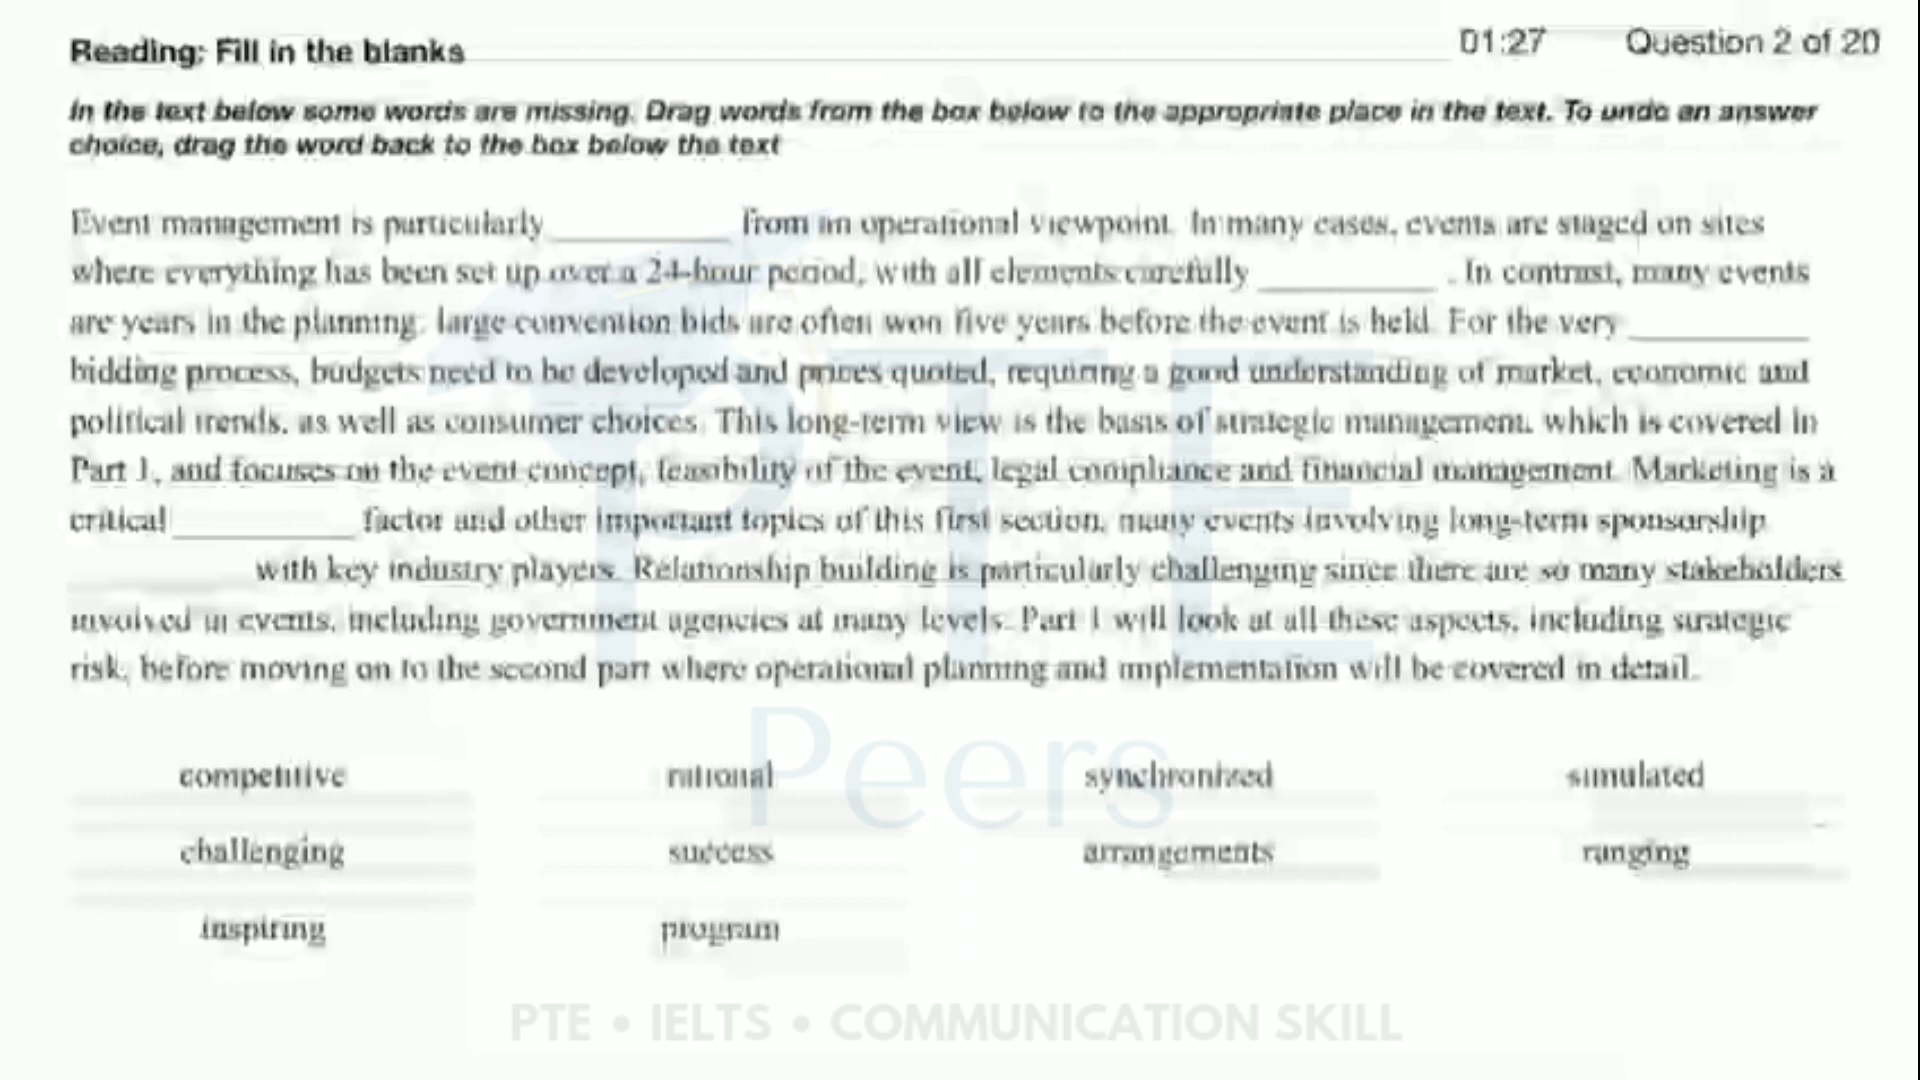 Reading: Fill in the blanks
01:27 Question 2 of 20
In the text below some words are missing. Drag words from the box below to the appropriate place in the text. To undo an answer
choice, drag the word back to the box below the text
Event management is particularly __________ from an operational viewpoint. In many cases, events are staged on sites
where everything has been set up over a 24-hour period, with all elements carefully __________ . In contrast, many events
are years in the planning; large convention bids are often won five years before the event is held. For the very __________
bidding process, budgets need to be developed and prices quoted, requiring a good understanding of market, economic and
political trends, as well as consumer choices. This long-term view is the basis of strategic management, which is covered in
Part 1, and focuses on the event concept, feasibility of the event, legal compliance and financial management. Marketing is a
critical __________ factor and other important topics of this first section, many events involving long-term sponsorship
__________ with key industry players. Relationship building is particularly challenging since there are so many stakeholders
involved in events, including government agencies at many levels. Part 1 will look at all these aspects, including strategic
risk, before moving on to the second part where operational planning and implementation will be covered in detail.
PTE
Peers
competitive rational synchronized simulated
challenging success arrangements ranging
inspiring program
PTE • IELTS • COMMUNICATION SKILL